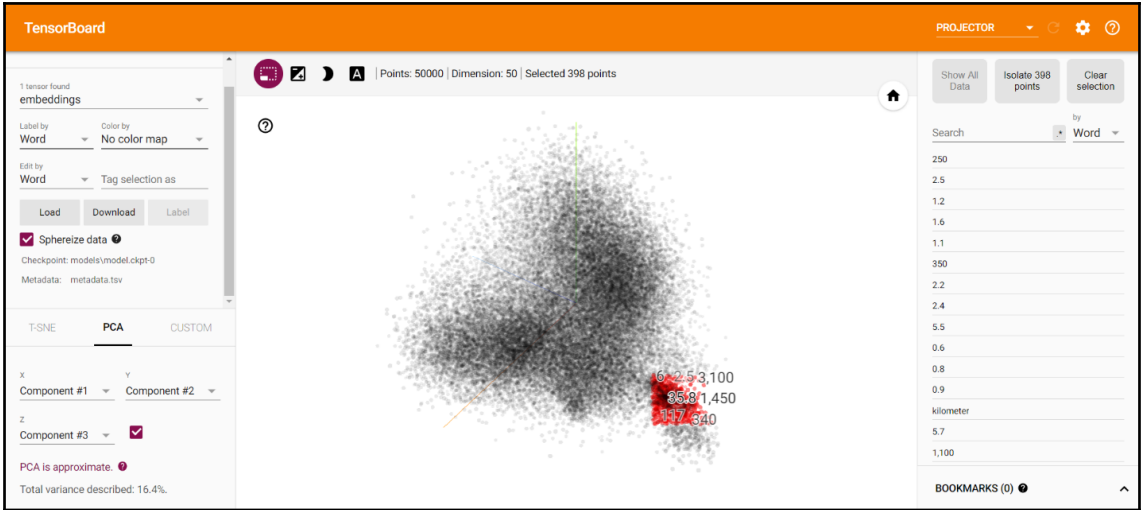 TensorBoard
PROJECTOR
1 tensor found
embeddings
Label by
Color by
Word
No color map
Edit by
Word
Tag selection as
Load
Download
Label
Sphereize data
Checkpoint: models\model.ckpt-0
Metadata: metadata.tsv
T-SNE
PCA
CUSTOM
X
Y
Component #1
Component #2
Z
Component #3
PCA is approximate.
Total variance described: 16.4%.
A
Points: 50000 | Dimension: 50 | Selected 398 points
3,100
35.8 1,450
117
340
Show All Data
Isolate 398 points
Clear selection
by
Search
.*
Word
250
2.5
1.2
1.6
1.1
350
2.2
2.4
5.5
0.6
0.8
0.9
kilometer
5.7
1,100
BOOKMARKS (0)